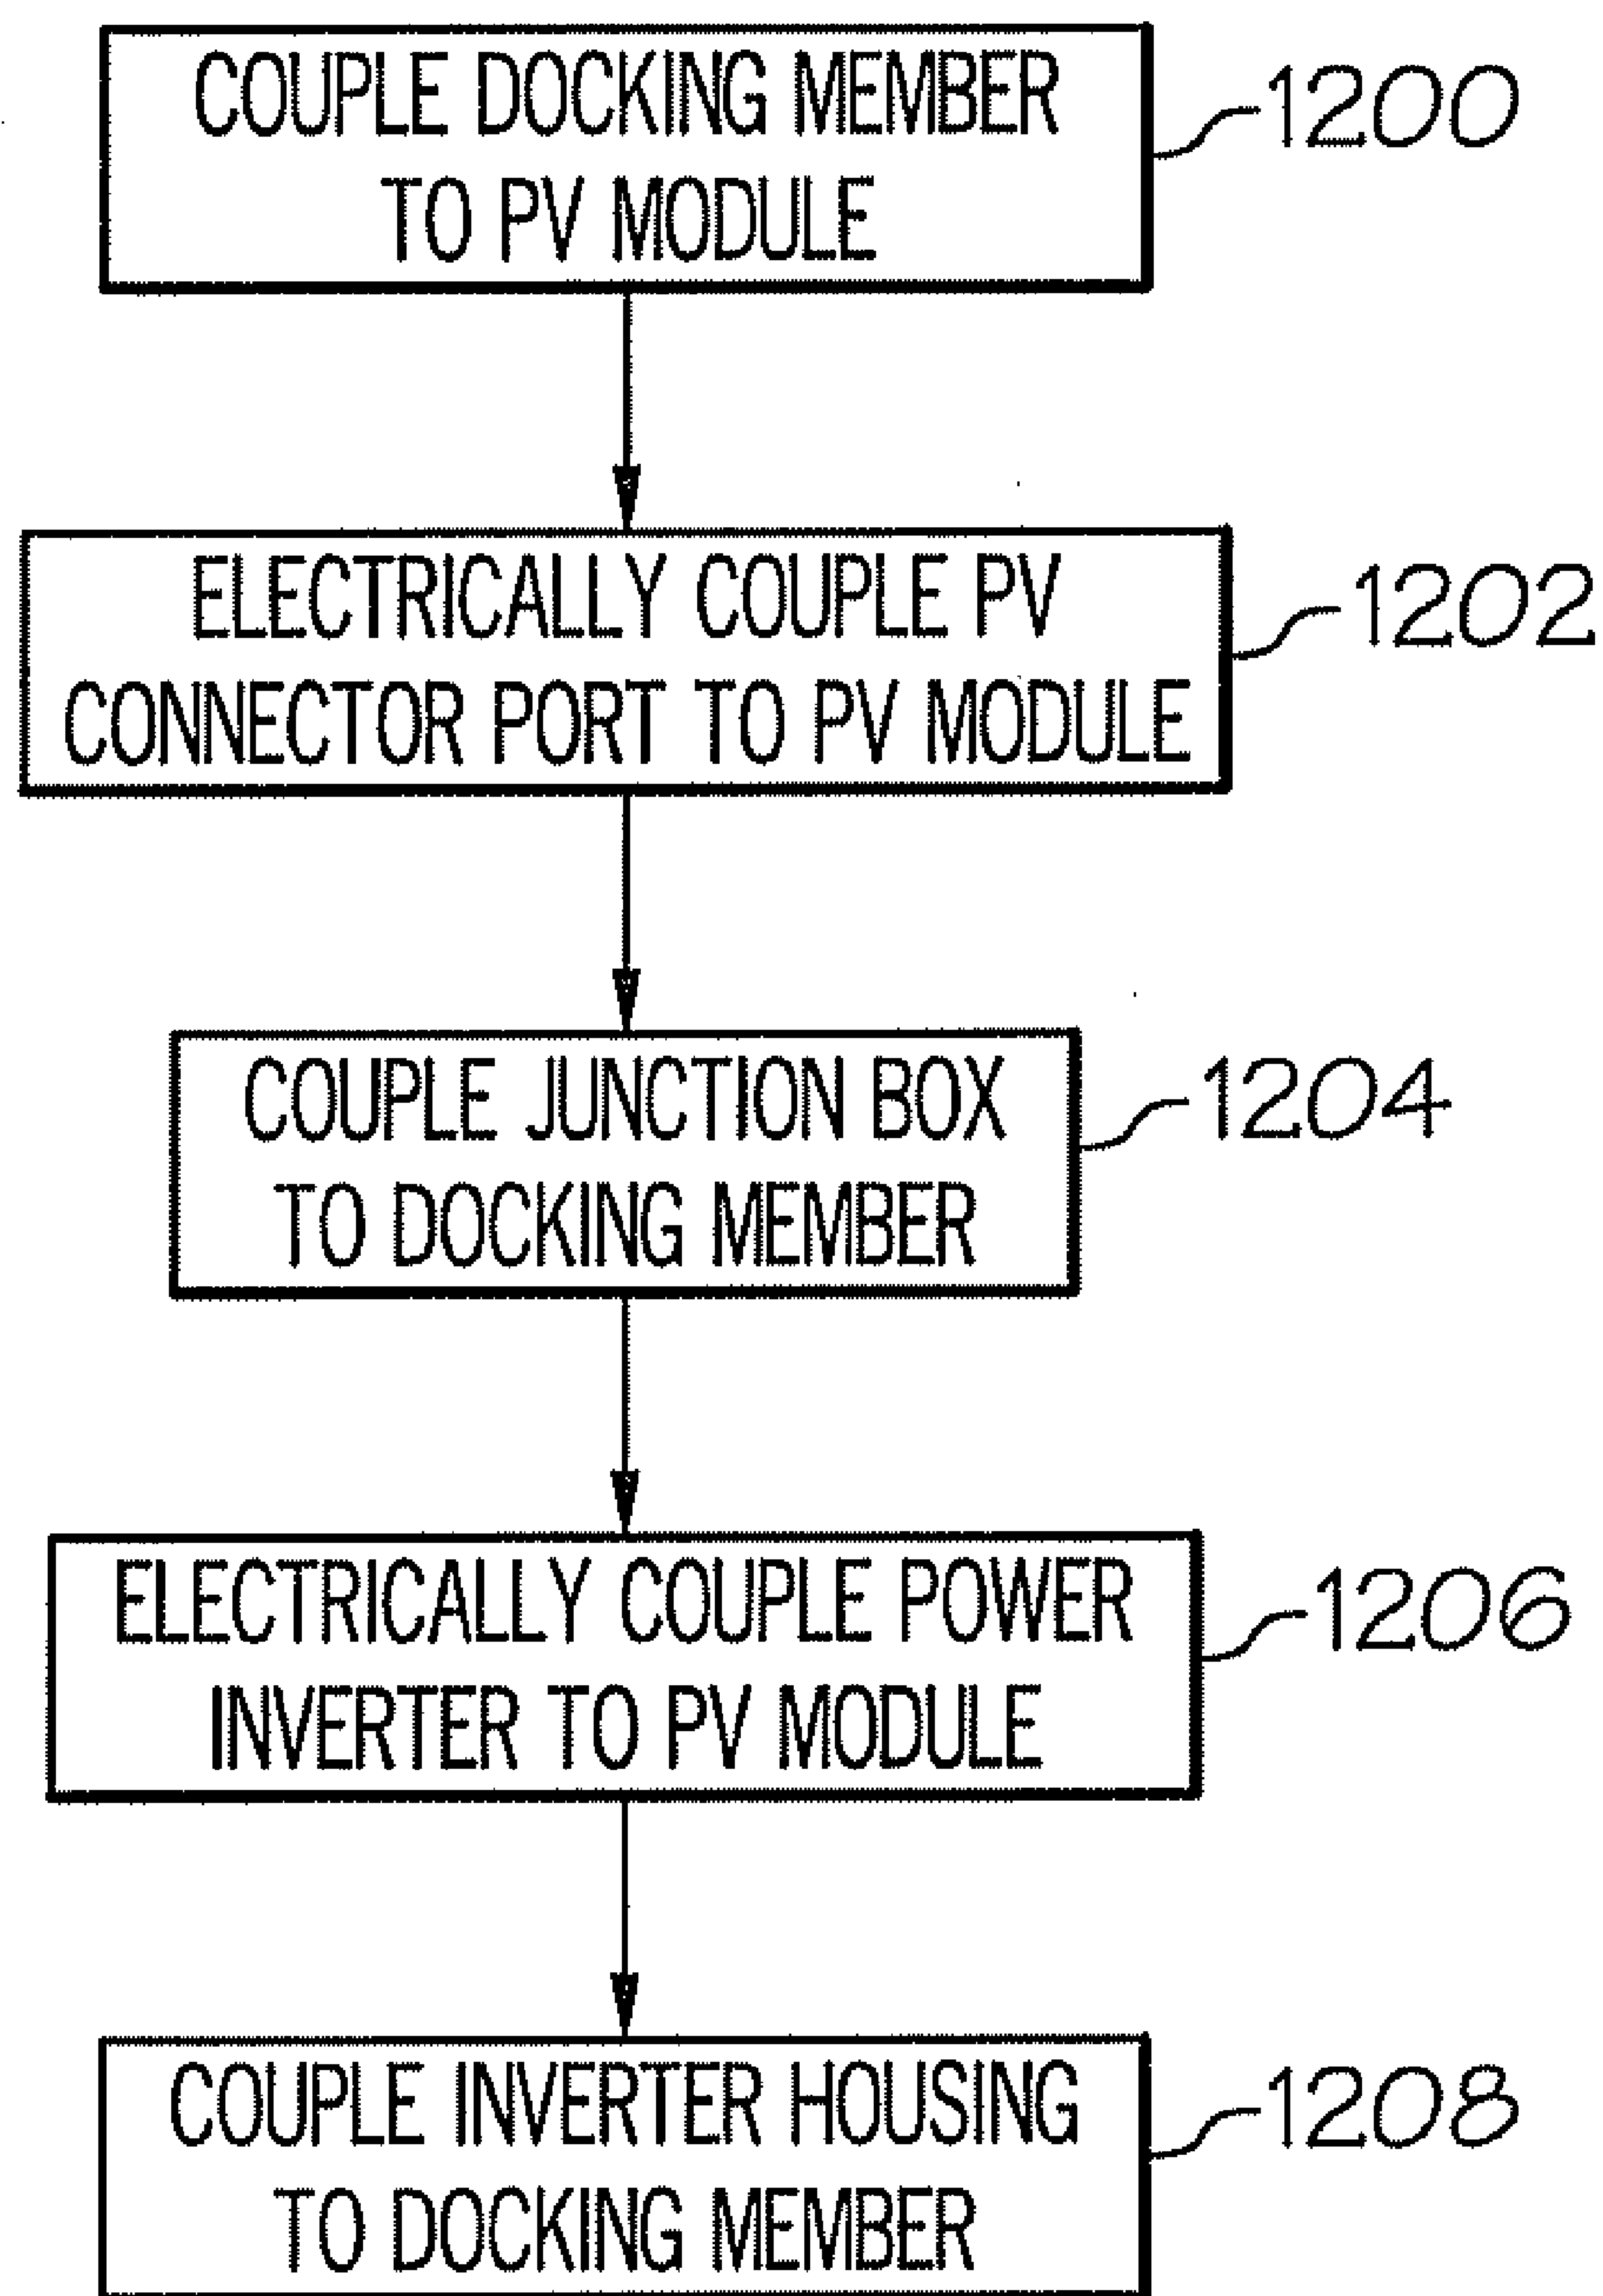 COUPLE DOCKING MEMBER
TO PV MODULE
1200
ELECTRICALLY COUPLE PV
CONNECTOR PORT TO PV MODULE
1202
COUPLE JUNCTION BOX
TO DOCKING MEMBER
1204
ELECTRICALLY COUPLE POWER
INVERTER TO PV MODULE
1206
COUPLE INVERTER HOUSING
TO DOCKING MEMBER
1208